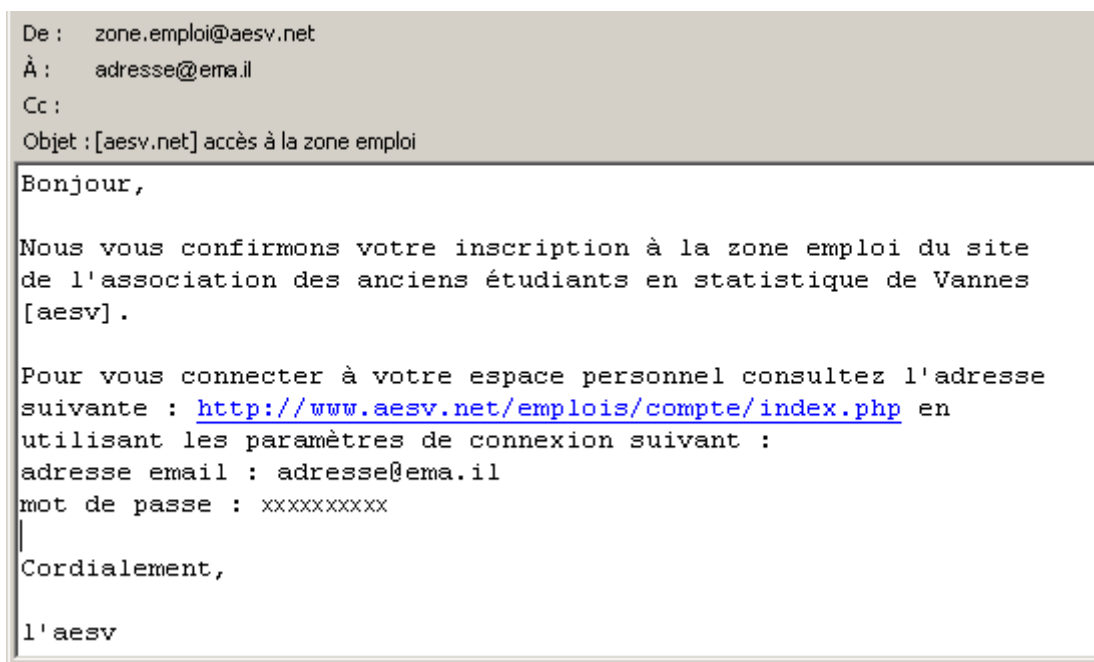 De : zone.emploi@aesv.net
À : adresse@ema.il
Cc :
Objet : [aesv.net] accès à la zone emploi
Bonjour,
Nous vous confirmons votre inscription à la zone emploi du site
de l'association des anciens étudiants en statistique de Vannes
[aesv].
Pour vous connecter à votre espace personnel consultez l'adresse
suivante : http://www.aesv.net/emplois/compte/index.php en
utilisant les paramètres de connexion suivant :
adresse email : adresse@ema.il
mot de passe : xxxxxxxxxx
Cordialement,
l'aesv